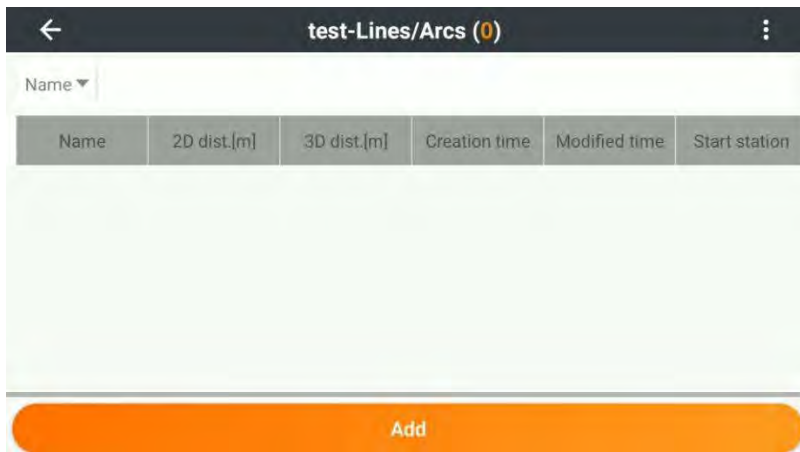 test-Lines/Arcs (0)
Name
Name 2D dist.[m] 3D dist.[m] Creation time Modified time Start station
Add